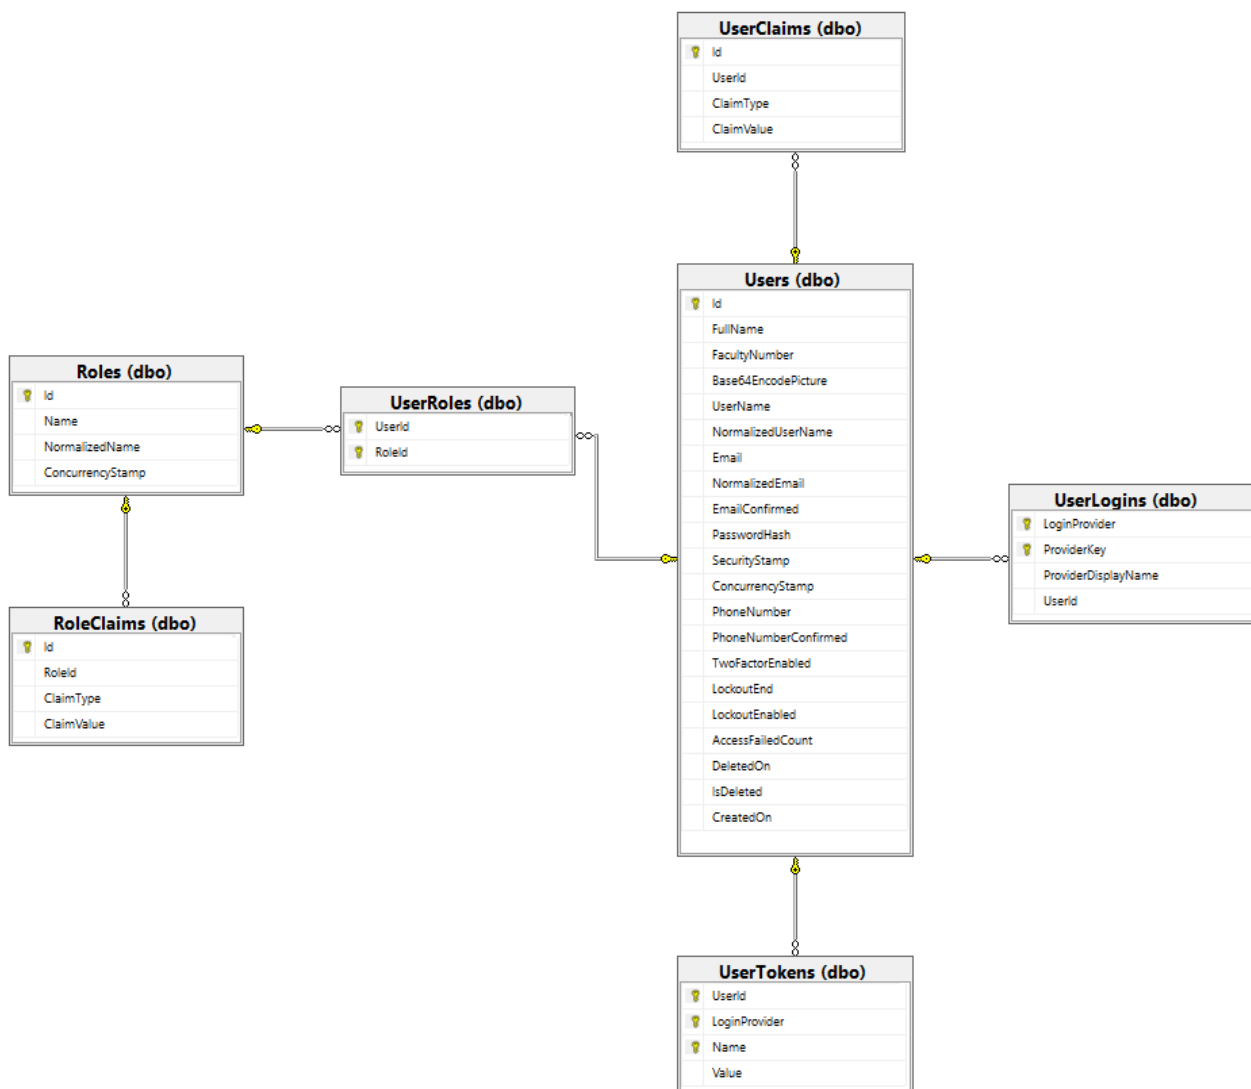 UserClaims (dbo)
Id
UserId
ClaimType
ClaimValue
Users (dbo)
Id
FullName
FacultyNumber
Base64EncodePicture
UserName
NormalizedUserName
Email
NormalizedEmail
EmailConfirmed
PasswordHash
SecurityStamp
ConcurrencyStamp
PhoneNumber
PhoneNumberConfirmed
TwoFactorEnabled
LockoutEnd
LockoutEnabled
AccessFailedCount
DeletedOn
IsDeleted
CreatedOn
Roles (dbo)
Id
Name
NormalizedName
ConcurrencyStamp
UserRoles (dbo)
UserId
RoleId
UserLogins (dbo)
LoginProvider
ProviderKey
ProviderDisplayName
UserId
RoleClaims (dbo)
Id
RoleId
ClaimType
ClaimValue
UserTokens (dbo)
UserId
LoginProvider
Name
Value